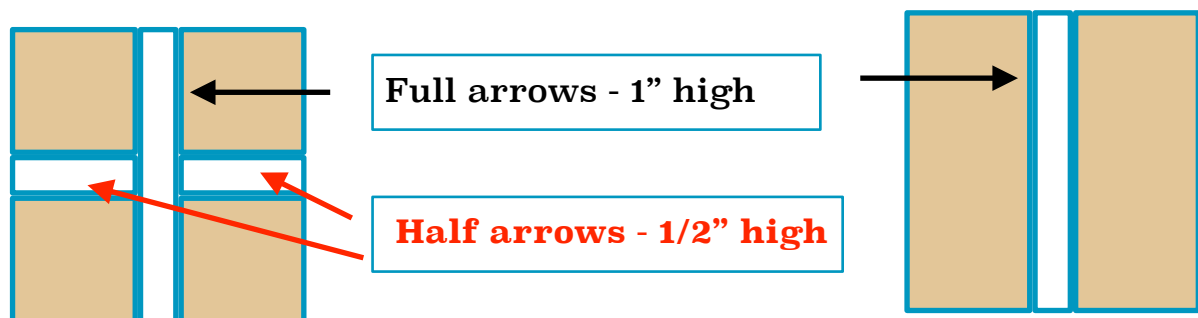 Full arrows - 1” high
Half arrows - 1/2” high